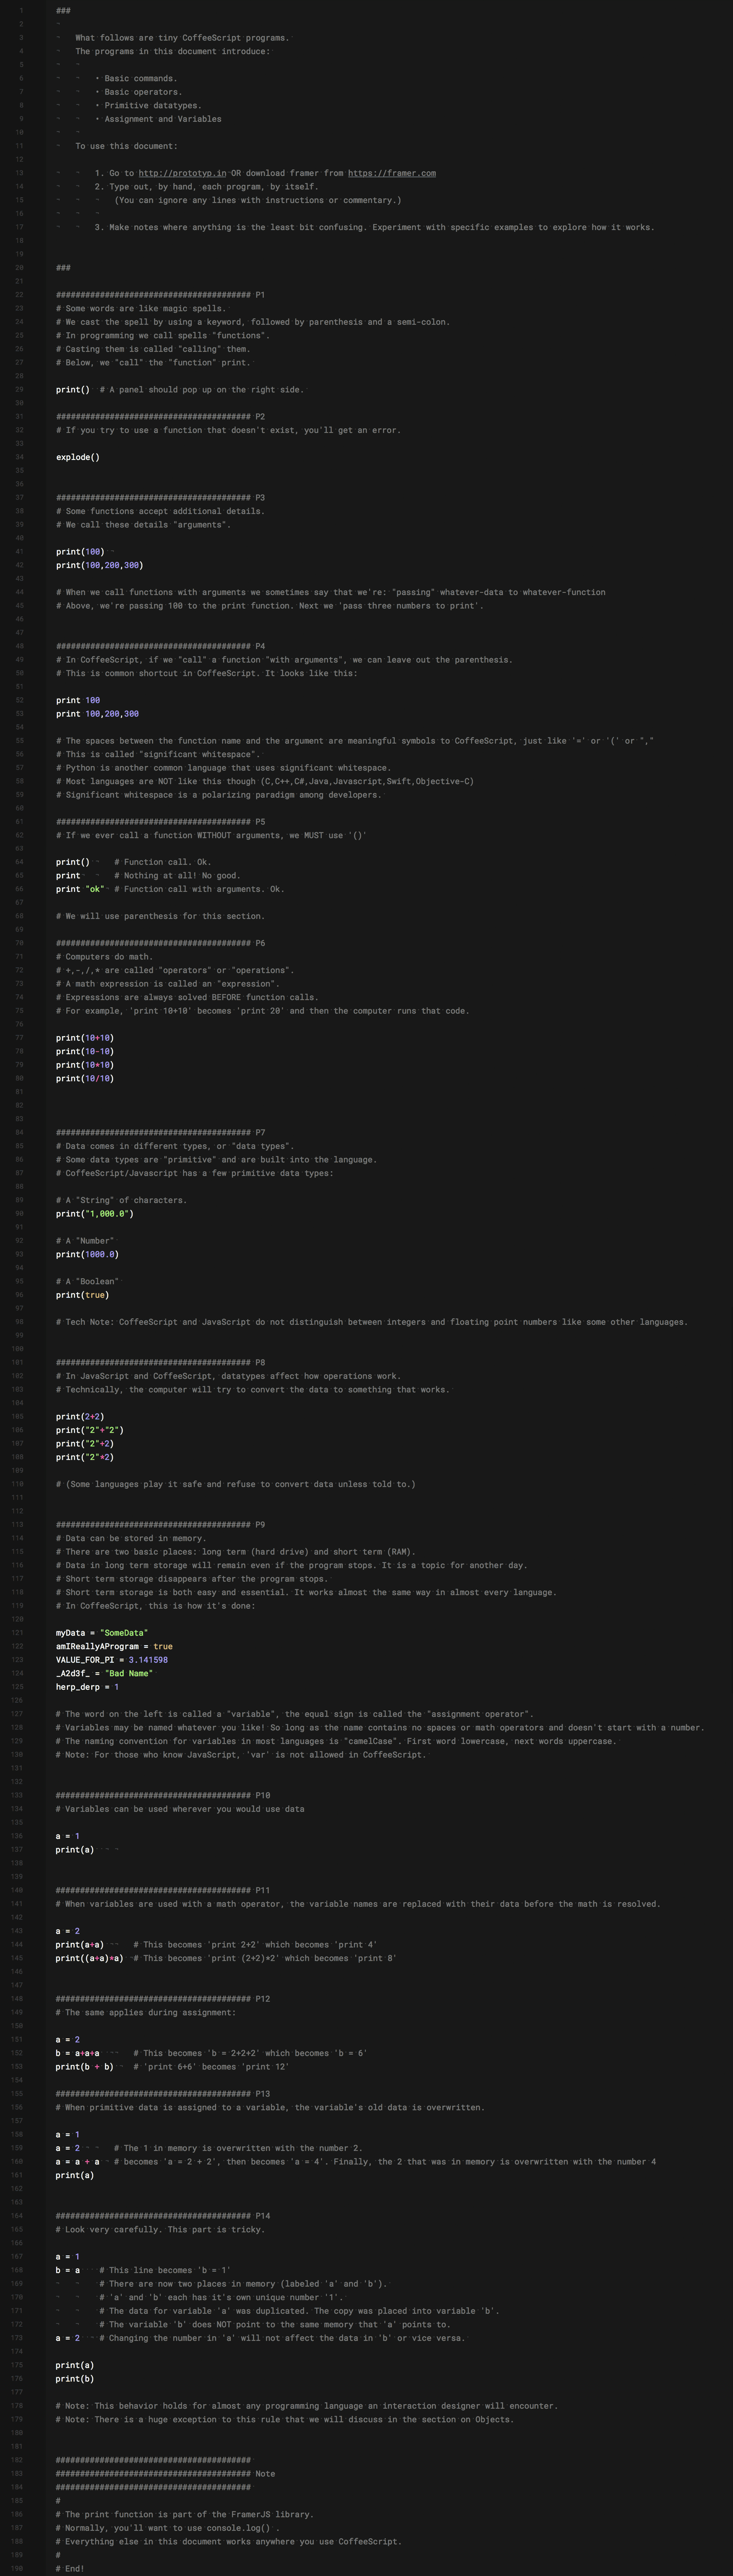 1 ###
2
3 What follows are tiny CoffeeScript programs.
4 The programs in this document introduce:
5
6 • Basic commands.
7 • Basic operators.
8 • Primitive datatypes.
9 • Assignment and Variables
10
11 To use this document:
12
13 1. Go to http://prototyp.in OR download framer from https://framer.com
14 2. Type out, by hand, each program, by itself.
15 (You can ignore any lines with instructions or commentary.)
16
17 3. Make notes where anything is the least bit confusing. Experiment with specific examples to explore how it works.
18
19
20 ###
21
22 ######################################## P1
23 # Some words are like magic spells.
24 # We cast the spell by using a keyword, followed by parenthesis and a semi-colon.
25 # In programming we call spells "functions".
26 # Casting them is called "calling" them.
27 # Below, we "call" the "function" print.
28
29 print() # A panel should pop up on the right side.
30
31 ######################################## P2
32 # If you try to use a function that doesn't exist, you'll get an error.
33
34 explode()
35
36
37 ######################################## P3
38 # Some functions accept additional details.
39 # We call these details "arguments".
40
41 print(100)
42 print(100,200,300)
43
44 # When we call functions with arguments we sometimes say that we're: "passing" whatever-data to whatever-function
45 # Above, we're passing 100 to the print function. Next we 'pass three numbers to print'.
46
47
48 ######################################## P4
49 # In CoffeeScript, if we "call" a function "with arguments", we can leave out the parenthesis.
50 # This is common shortcut in CoffeeScript. It looks like this:
51
52 print 100
53 print 100,200,300
54
55 # The spaces between the function name and the argument are meaningful symbols to CoffeeScript, just like '=' or '(' or ","
56 # This is called "significant whitespace".
57 # Python is another common language that uses significant whitespace.
58 # Most languages are NOT like this though (C,C++,C#,Java,Javascript,Swift,Objective-C)
59 # Significant whitespace is a polarizing paradigm among developers.
60
61 ######################################## P5
62 # If we ever call a function WITHOUT arguments, we MUST use '()'
63
64 print() # Function call. Ok.
65 print # Nothing at all! No good.
66 print "ok" # Function call with arguments. Ok.
67
68 # We will use parenthesis for this section.
69
70 ######################################## P6
71 # Computers do math.
72 # +,-,/,* are called "operators" or "operations".
73 # A math expression is called an "expression".
74 # Expressions are always solved BEFORE function calls.
75 # For example, 'print 10+10' becomes 'print 20' and then the computer runs that code.
76
77 print(10+10)
78 print(10-10)
79 print(10*10)
80 print(10/10)
81
82
83
84 ######################################## P7
85 # Data comes in different types, or "data types".
86 # Some data types are "primitive" and are built into the language.
87 # CoffeeScript/Javascript has a few primitive data types:
88
89 # A "String" of characters.
90 print("1,000.0")
91
92 # A "Number"
93 print(1000.0)
94
95 # A "Boolean"
96 print(true)
97
98 # Tech Note: CoffeeScript and JavaScript do not distinguish between integers and floating point numbers like some other languages.
99
100
101 ######################################## P8
102 # In JavaScript and CoffeeScript, datatypes affect how operations work.
103 # Technically, the computer will try to convert the data to something that works.
104
105 print(2+2)
106 print("2"+"2")
107 print("2"+2)
108 print("2"*2)
109
110 # (Some languages play it safe and refuse to convert data unless told to.)
111
112
113 ######################################## P9
114 # Data can be stored in memory.
115 # There are two basic places: long term (hard drive) and short term (RAM).
116 # Data in long term storage will remain even if the program stops. It is a topic for another day.
117 # Short term storage disappears after the program stops.
118 # Short term storage is both easy and essential. It works almost the same way in almost every language.
119 # In CoffeeScript, this is how it's done:
120
121 myData = "SomeData"
122 amIReallyAProgram = true
123 VALUE_FOR_PI = 3.141598
124 _A2d3f_ = "Bad Name"
125 herp_derp = 1
126
127 # The word on the left is called a "variable", the equal sign is called the "assignment operator".
128 # Variables may be named whatever you like! So long as the name contains no spaces or math operators and doesn't start with a number.
129 # The naming convention for variables in most languages is "camelCase". First word lowercase, next words uppercase.
130 # Note: For those who know JavaScript, 'var' is not allowed in CoffeeScript.
131
132
133 ######################################## P10
134 # Variables can be used wherever you would use data
135
136 a = 1
137 print(a)
138
139
140 ######################################## P11
141 # When variables are used with a math operator, the variable names are replaced with their data before the math is resolved.
142
143 a = 2
144 print(a+a) # This becomes 'print 2+2' which becomes 'print 4'
145 print((a+a)*a) # This becomes 'print (2+2)*2' which becomes 'print 8'
146
147
148 ######################################## P12
149 # The same applies during assignment:
150
151 a = 2
152 b = a+a+a # This becomes 'b = 2+2+2' which becomes 'b = 6'
153 print(b + b) # 'print 6+6' becomes 'print 12'
154
155 ######################################## P13
156 # When primitive data is assigned to a variable, the variable's old data is overwritten.
157
158 a = 1
159 a = 2 # The 1 in memory is overwritten with the number 2.
160 a = a + a # becomes 'a = 2 + 2', then becomes 'a = 4'. Finally, the 2 that was in memory is overwritten with the number 4
161 print(a)
162
163
164 ######################################## P14
165 # Look very carefully. This part is tricky.
166
167 a = 1
168 b = a # This line becomes 'b = 1'
169 # There are now two places in memory (labeled 'a' and 'b').
170 # 'a' and 'b' each has it's own unique number '1'.
171 # The data for variable 'a' was duplicated. The copy was placed into variable 'b'.
172 # The variable 'b' does NOT point to the same memory that 'a' points to.
173 a = 2 # Changing the number in 'a' will not affect the data in 'b' or vice versa.
174
175 print(a)
176 print(b)
177
178 # Note: This behavior holds for almost any programming language an interaction designer will encounter.
179 # Note: There is a huge exception to this rule that we will discuss in the section on Objects.
180
181
182 ########################################
183 ######################################## Note
184 ########################################
185 #
186 # The print function is part of the FramerJS library.
187 # Normally, you'll want to use console.log() .
188 # Everything else in this document works anywhere you use CoffeeScript.
189 #
190 # End!